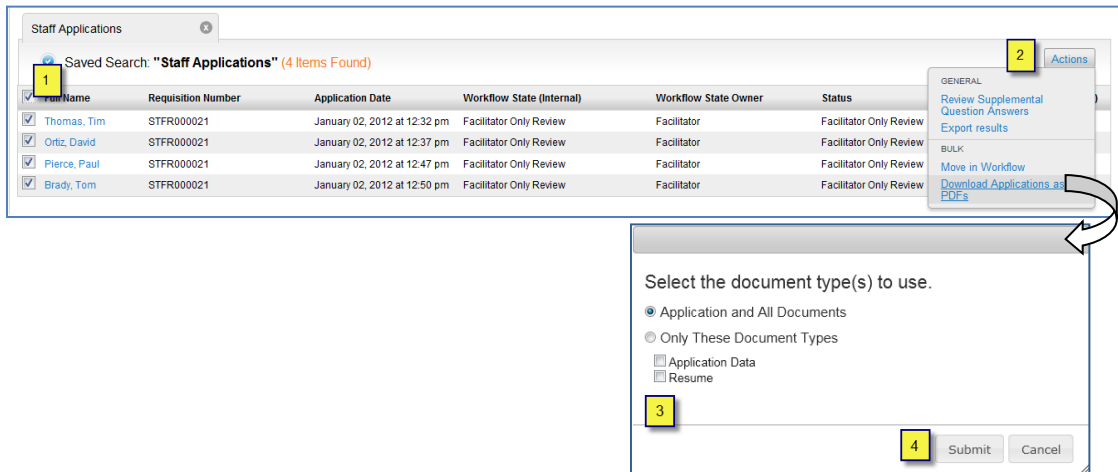 Staff Applications
Saved Search: "Staff Applications" (4 Items Found)
2
Actions
1
Full Name Requisition Number Application Date Workflow State (Internal) Workflow State Owner Status )
Thomas, Tim STFR000021 January 02, 2012 at 12:32 pm Facilitator Only Review Facilitator Facilitator Only Review
Ortiz, David STFR000021 January 02, 2012 at 12:37 pm Facilitator Only Review Facilitator Facilitator Only Review
Pierce, Paul STFR000021 January 02, 2012 at 12:47 pm Facilitator Only Review Facilitator Facilitator Only Review
Brady, Tom STFR000021 January 02, 2012 at 12:50 pm Facilitator Only Review Facilitator Facilitator Only Review
GENERAL
Review Supplemental
Question Answers
Export results
BULK
Move in Workflow
Download Applications as
PDFs
Select the document type(s) to use.
Application and All Documents
Only These Document Types
Application Data
Resume
3
4
Submit Cancel